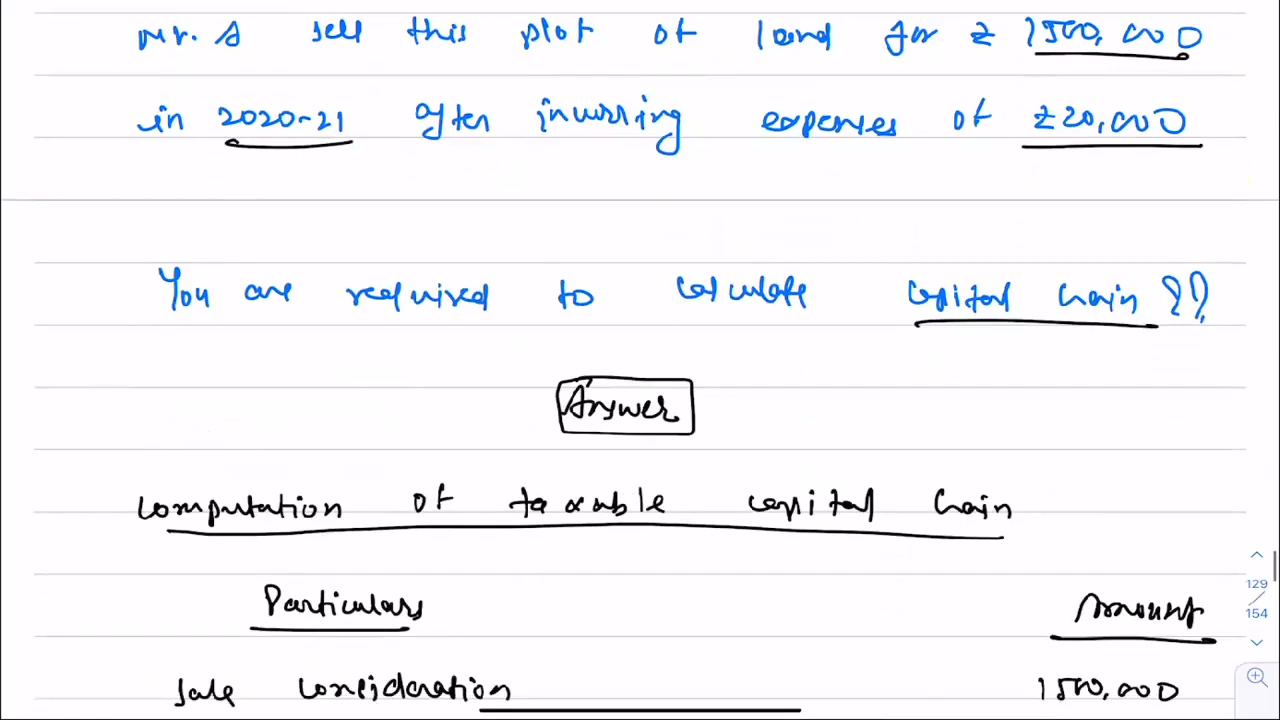 Mr. A sell this plot of land for ₹ 1500,000
in 2020-21 after incurring expenses of ₹20,000
You are required to calculate capital Gain ??
Answer
Computation of taxable capital Gain
Particulars Amount
Sale Consideration 1500,000
129
154